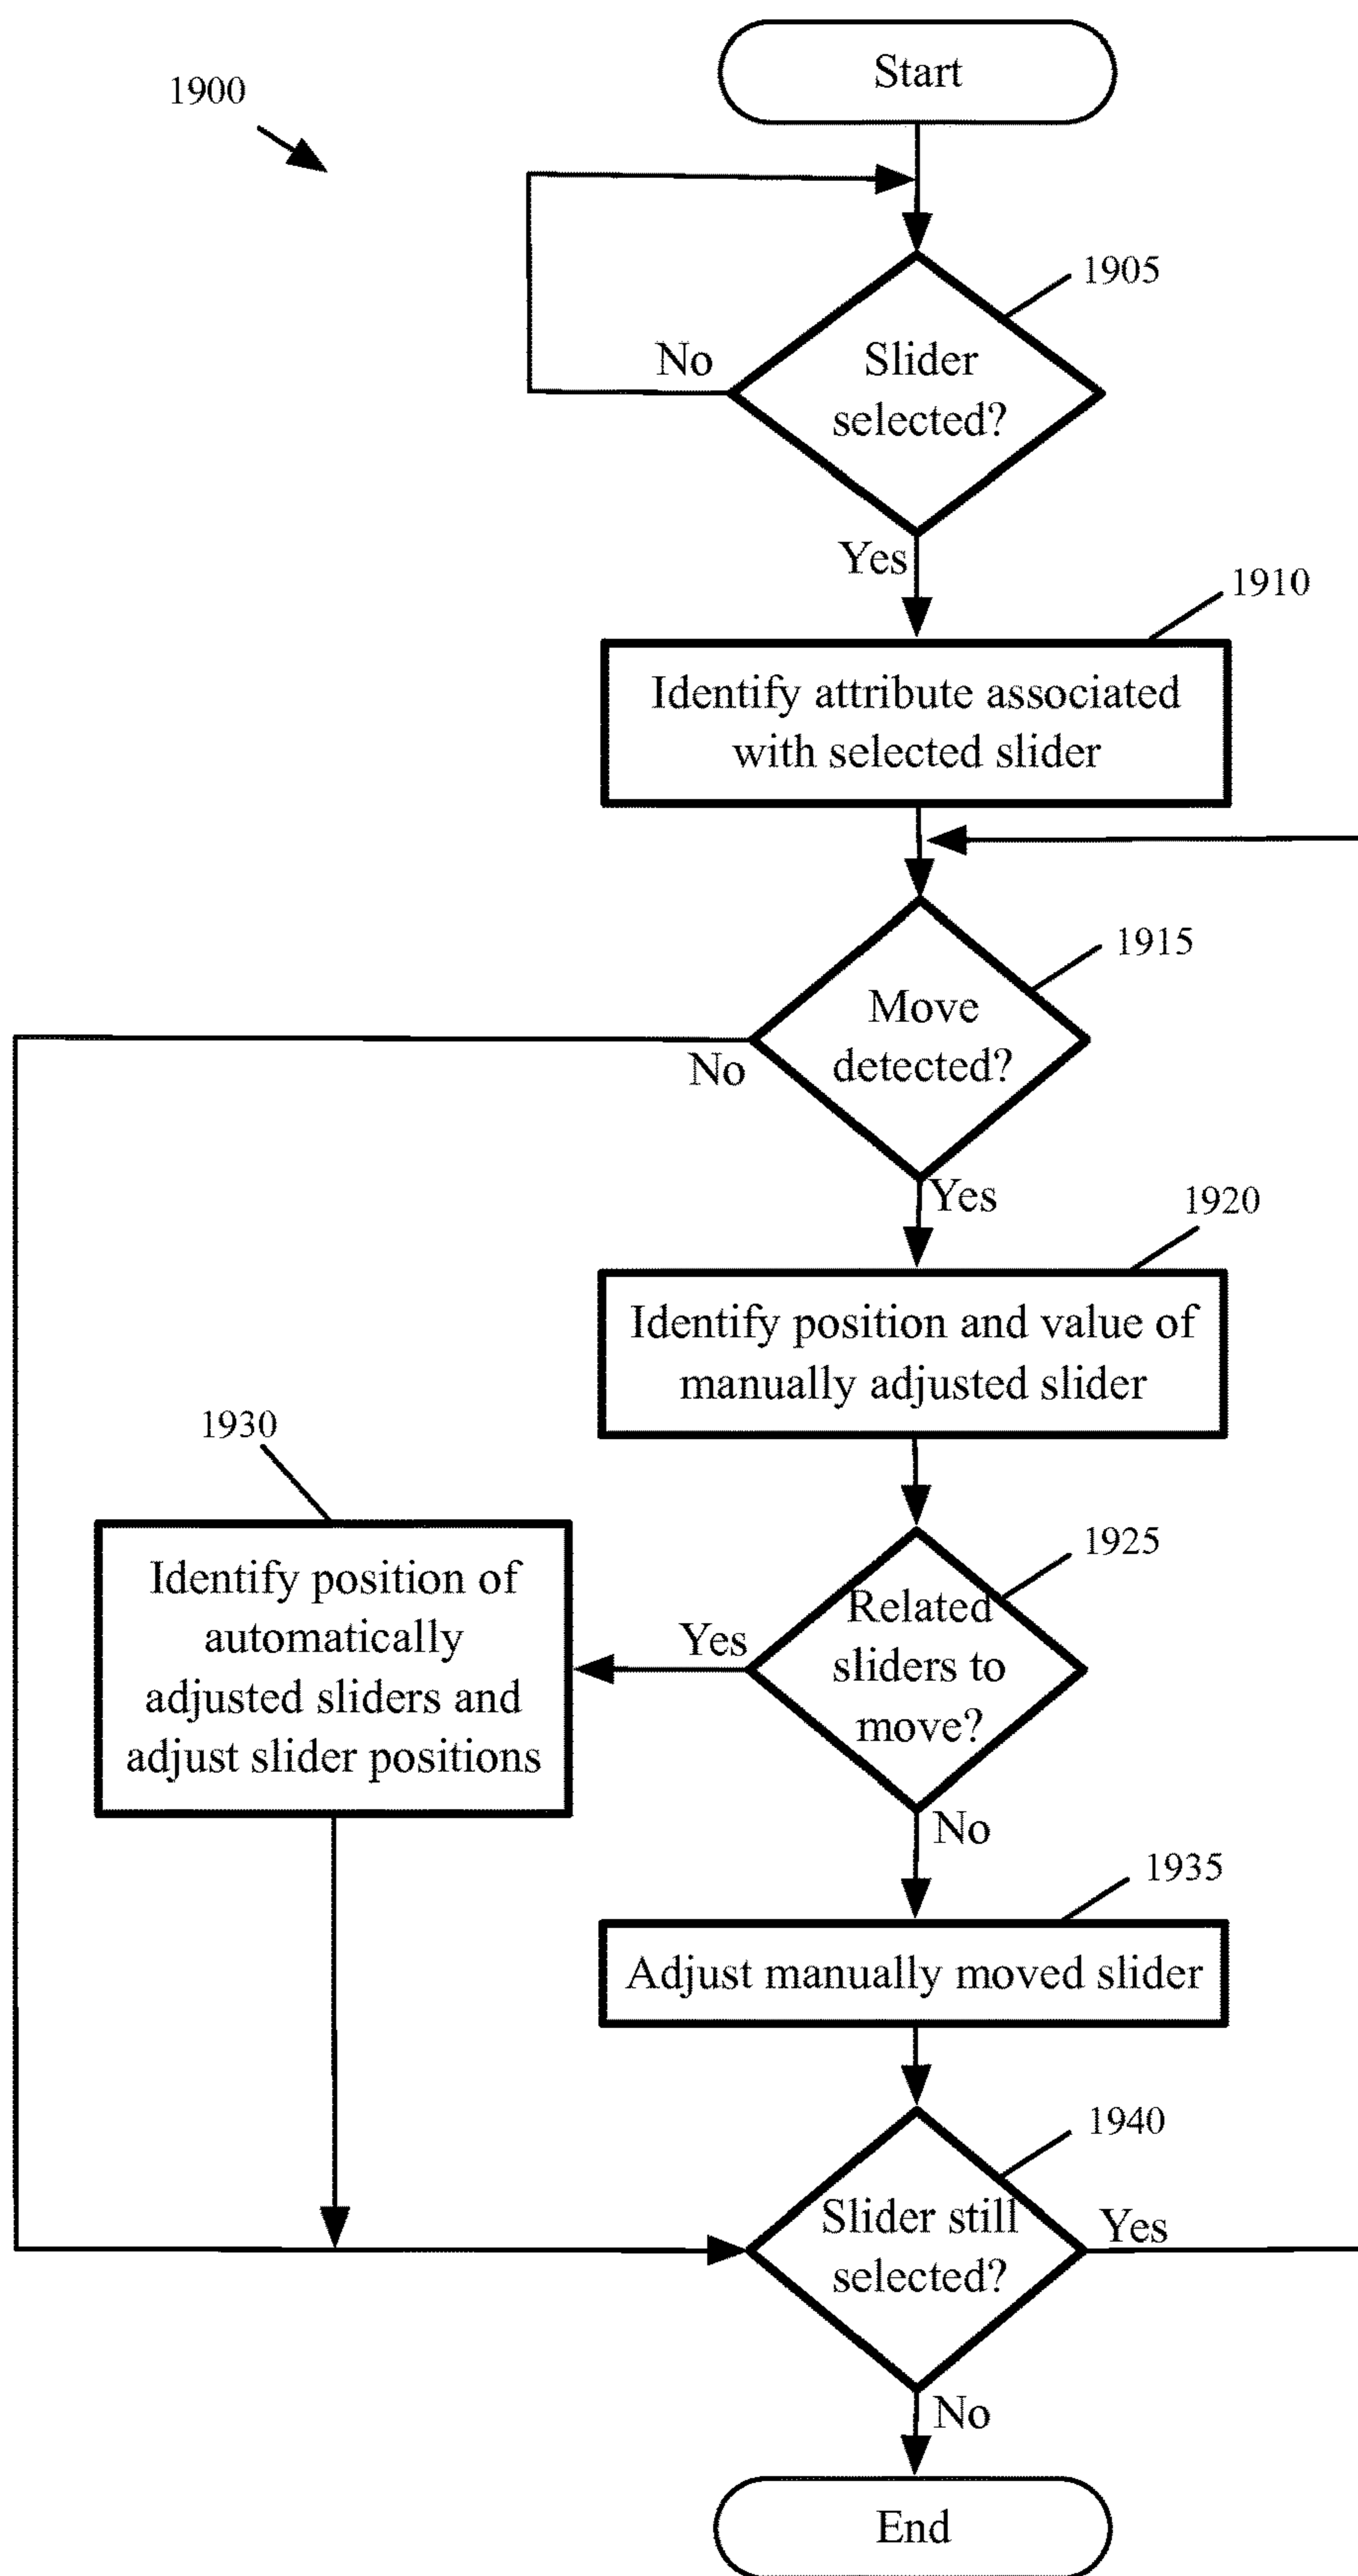 Start
1900
1905
No
Slider
selected?
Yes
1910
Identify attribute associated
with selected slider
1915
Move
detected?
No
Yes
1920
Identify position and value of
manually adjusted slider
1930
1925
Identify position of
automatically
adjusted sliders and
adjust slider positions
Yes
Related
sliders to
move?
No
1935
Adjust manually moved slider
1940
Slider still
selected?
Yes
No
End